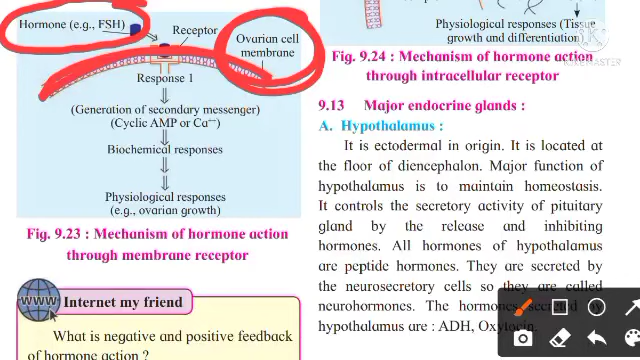 Hormone (e.g., FSH)
Receptor
Ovarian cell
membrane
Response 1
(Generation of secondary messenger)
(Cyclic AMP or Ca++)
Biochemical responses
Physiological responses
(e.g., ovarian growth)
Fig. 9.23 : Mechanism of hormone action
through membrane receptor
Internet my friend
What is negative and positive feedback
of hormone action ?
Physiological responses (Tissue
growth and differentiation)
Fig. 9.24 : Mechanism of hormone action
through intracellular receptor
9.13 Major endocrine glands :
A. Hypothalamus :
It is ectodermal in origin. It is located at
the floor of diencephalon. Major function of
hypothalamus is to maintain homeostasis.
It controls the secretory activity of pituitary
gland by the release and inhibiting
hormones. All hormones of hypothalamus
are peptide hormones. They are secreted by
the neurosecretory cells so they are called
neurohormones. The hormones secreted by
hypothalamus are : ADH, Oxytocin,
WWW
KINEMASTER